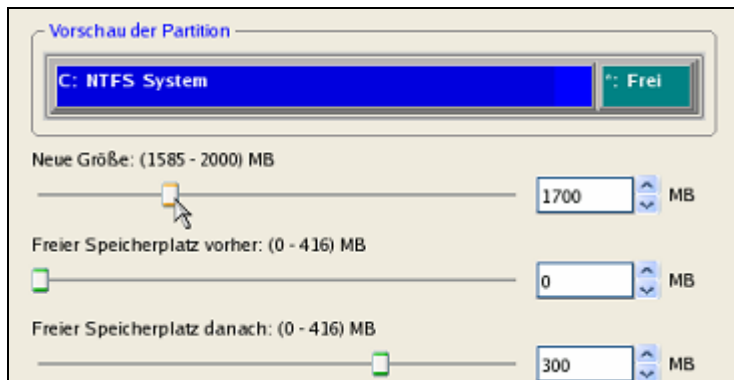 Vorschau der Partition
C: NTFS System
*: Frei
Neue Größe: (1585 - 2000) MB
1700 MB
Freier Speicherplatz vorher: (0 - 416) MB
0 MB
Freier Speicherplatz danach: (0 - 416) MB
300 MB